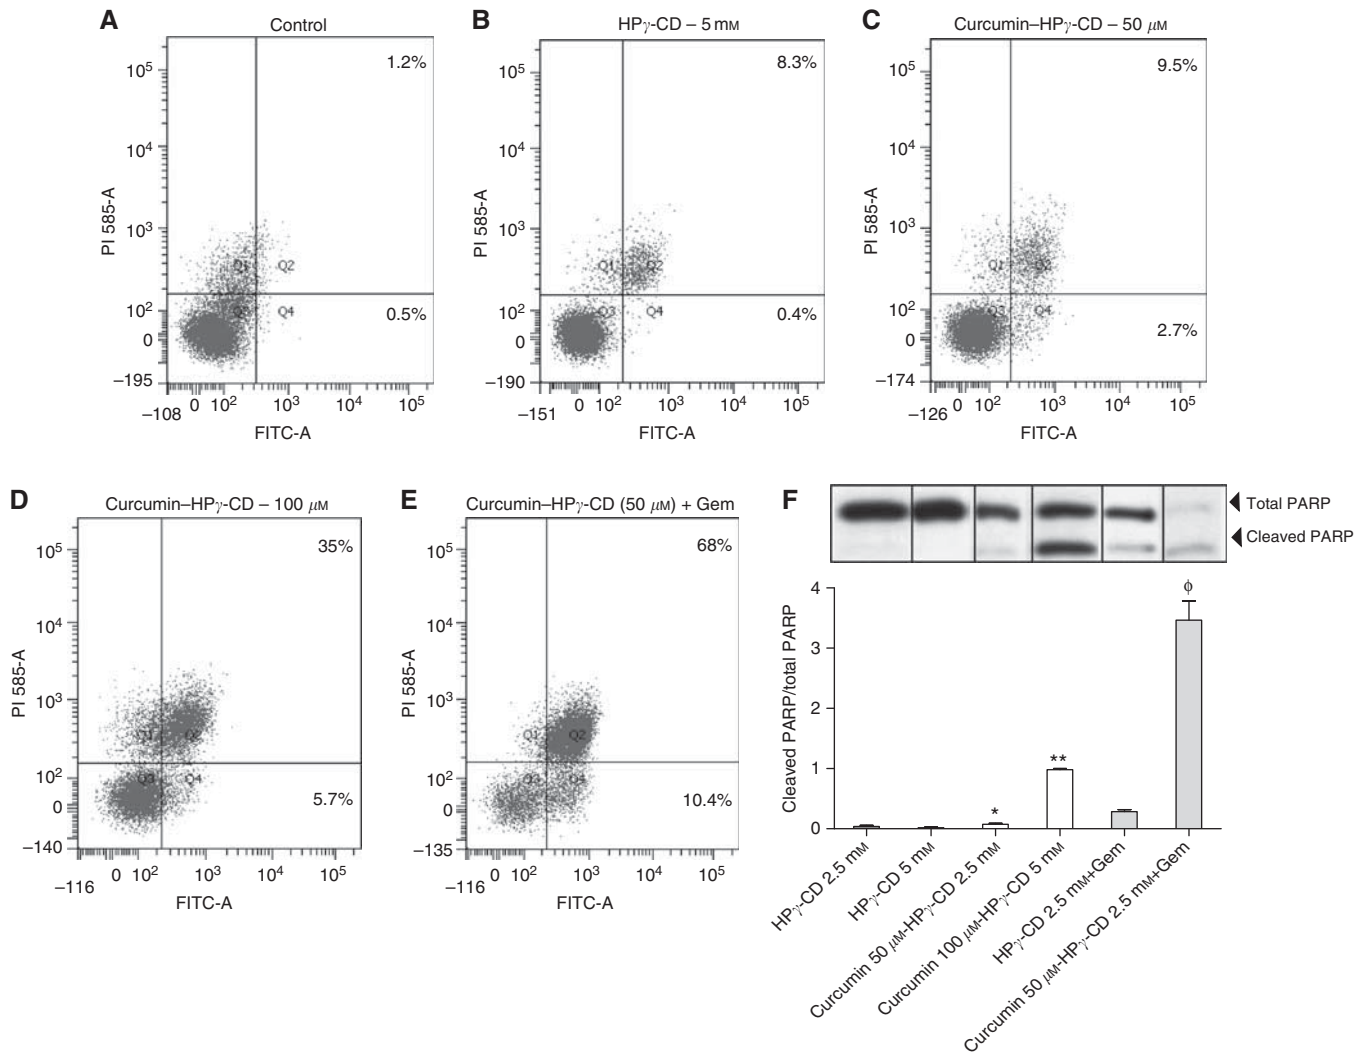 A
Control
1.2%
0.5%
Q1
Q2
Q3
Q4
PI 585-A
10^5
10^4
10^3
10^2
0
−195
−108
0 10^2 10^3 10^4 10^5
FITC-A
B
HPγ-CD – 5 mM
8.3%
0.4%
Q1
Q2
Q3
Q4
PI 585-A
10^5
10^4
10^3
10^2
0
−190
−151
0 10^2 10^3 10^4 10^5
FITC-A
C
Curcumin–HPγ-CD – 50 μM
9.5%
2.7%
Q1
Q2
Q3
Q4
PI 585-A
10^5
10^4
10^3
10^2
0
−174
−126
0 10^2 10^3 10^4 10^5
FITC-A
D
Curcumin–HPγ-CD – 100 μM
35%
5.7%
Q1
Q2
Q3
Q4
PI 585-A
10^5
10^4
10^3
10^2
0
−140
−116
0 10^2 10^3 10^4 10^5
FITC-A
E
Curcumin–HPγ-CD (50 μM) + Gem
68%
10.4%
Q1
Q2
Q3
Q4
PI 585-A
10^5
10^4
10^3
10^2
0
−135
−116
0 10^2 10^3 10^4 10^5
FITC-A
F
Total PARP
Cleaved PARP
Cleaved PARP/total PARP
4
3
2
1
0
*
**
ϕ
HPγ-CD 2.5 mM
HPγ-CD 5 mM
Curcumin 50 μM-HPγ-CD 2.5 mM
Curcumin 100 μM-HPγ-CD 5 mM
HPγ-CD 2.5 mM+Gem
Curcumin 50 μM-HPγ-CD 2.5 mM+Gem